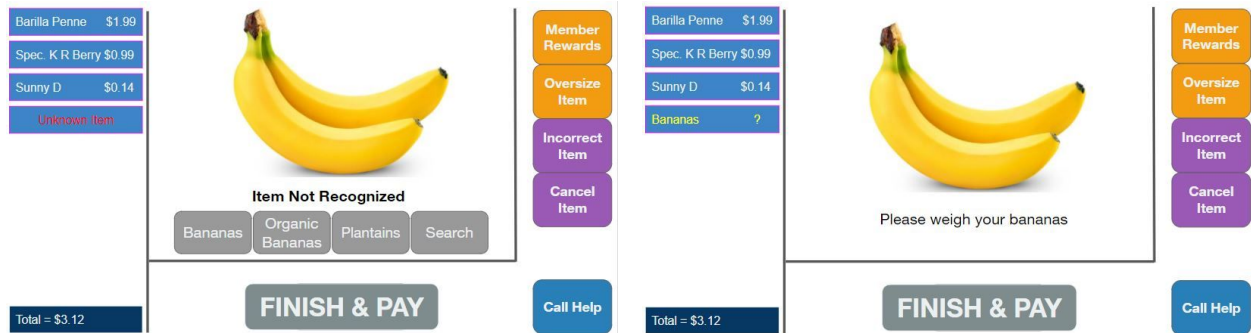 Barilla Penne $1.99
Spec. K R Berry $0.99
Sunny D $0.14
Unknown Item
Total = $3.12
Item Not Recognized
Bananas
Organic
Bananas
Plantains
Search
FINISH & PAY
Member
Rewards
Oversize
Item
Incorrect
Item
Cancel
Item
Call Help
Barilla Penne $1.99
Spec. K R Berry $0.99
Sunny D $0.14
Bananas ?
Total = $3.12
Please weigh your bananas
FINISH & PAY
Member
Rewards
Oversize
Item
Incorrect
Item
Cancel
Item
Call Help